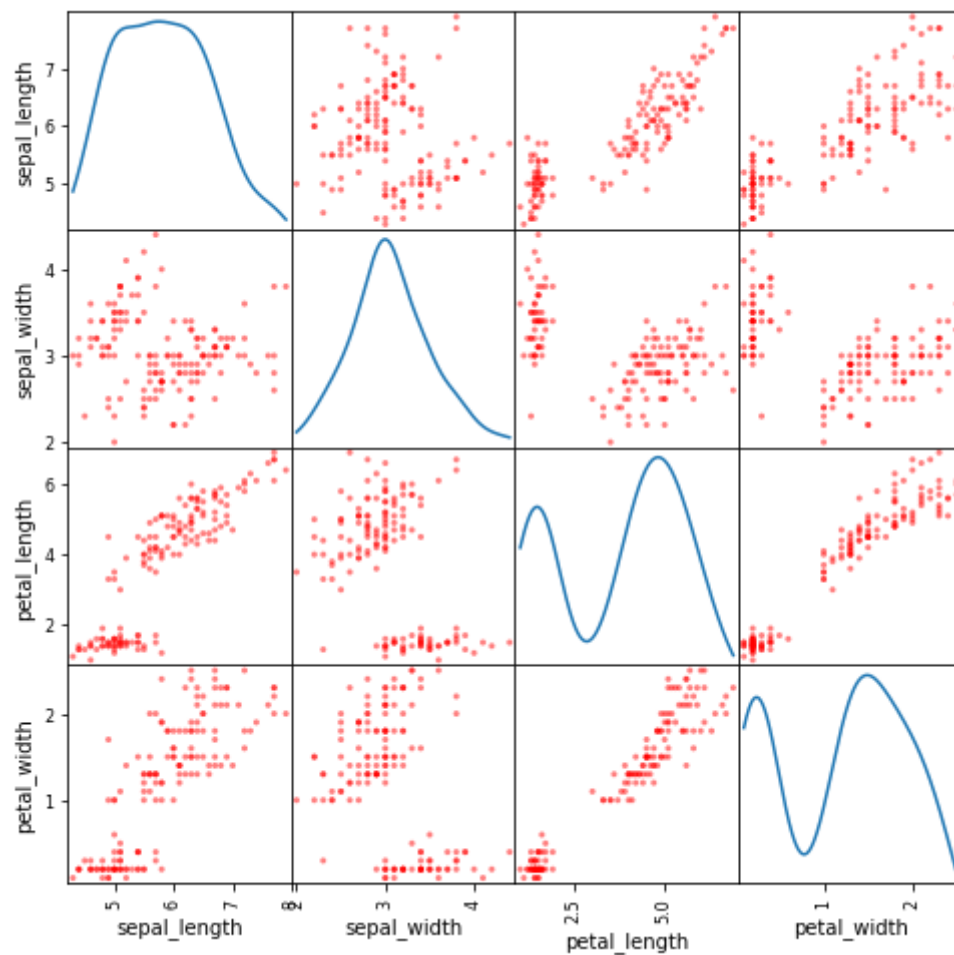 sepal_length
7
6
5
sepal_width
4
3
2
petal_length
6
4
2
petal_width
2
1
5 6 7 8 2 3 4 2.5 5.0 1 2
sepal_length sepal_width petal_length petal_width